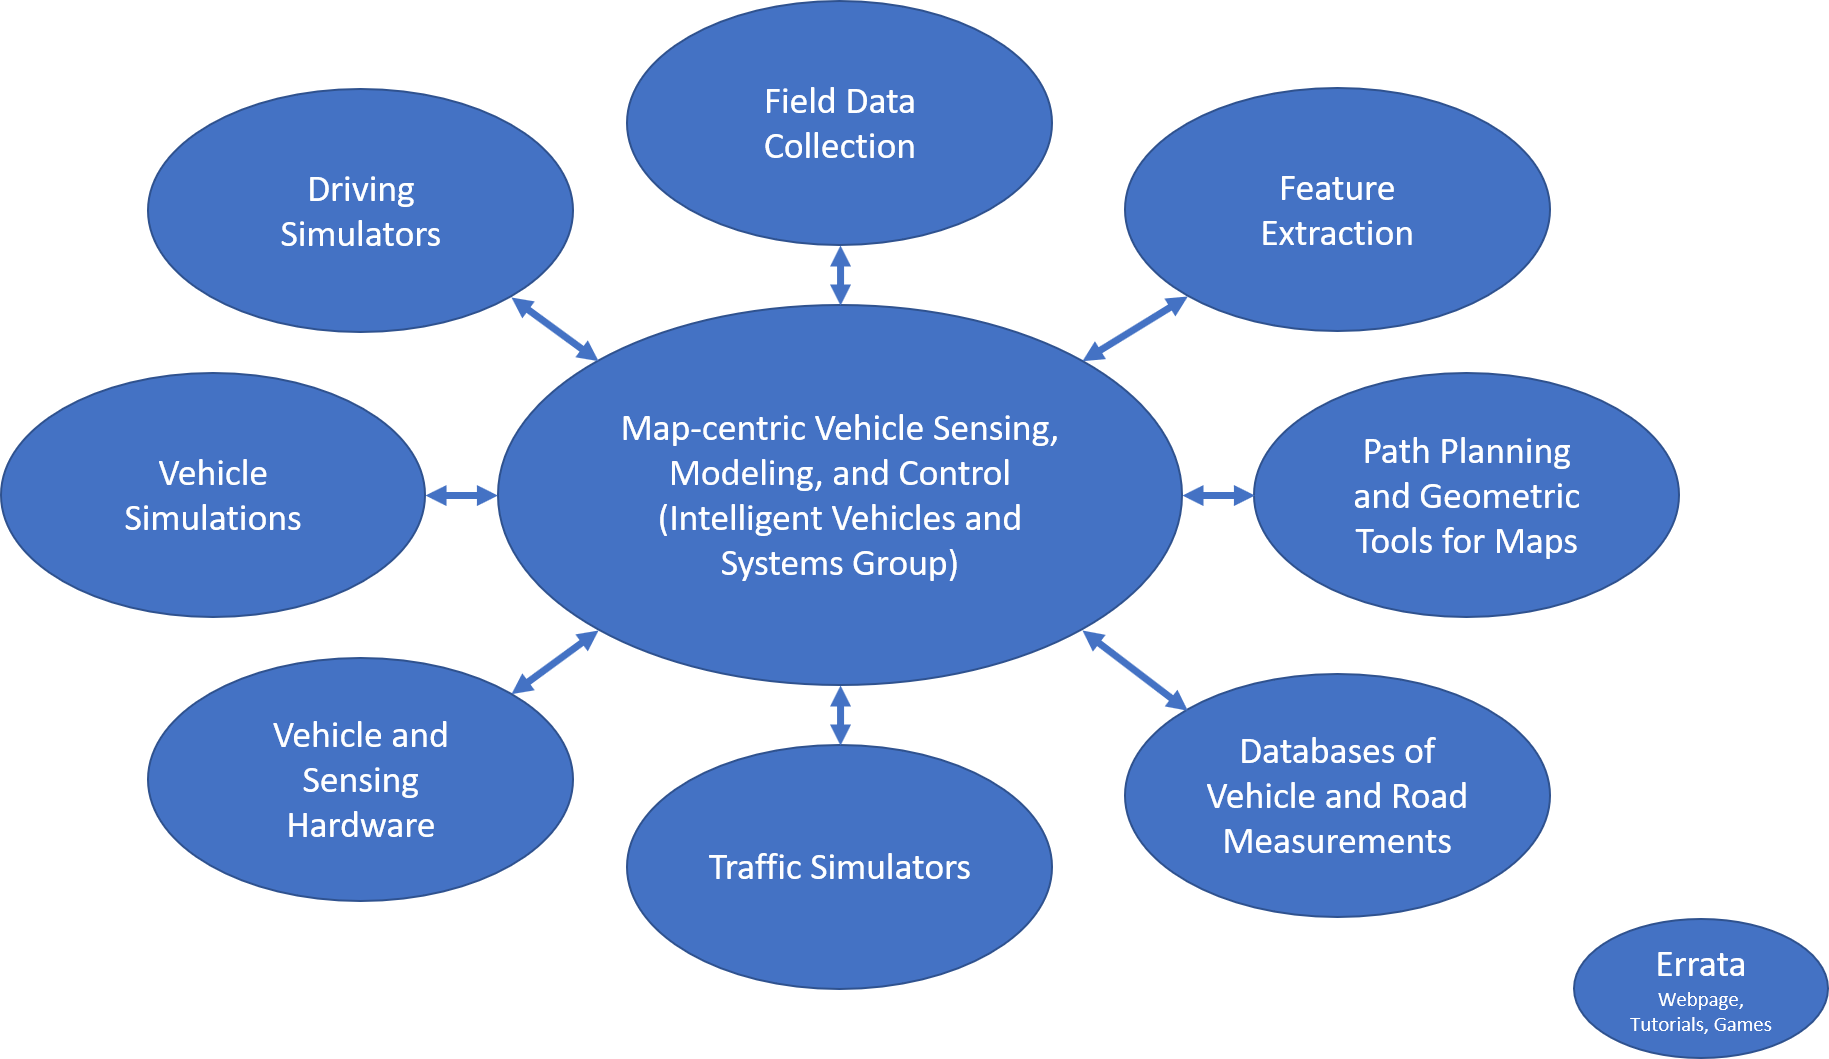 Field Data
Collection
Driving
Simulators
Feature
Extraction
Map-centric Vehicle Sensing,
Modeling, and Control
(Intelligent Vehicles and
Systems Group)
Vehicle
Simulations
Path Planning
and Geometric
Tools for Maps
Vehicle and
Sensing
Hardware
Databases of
Vehicle and Road
Measurements
Traffic Simulators
Errata
Webpage,
Tutorials, Games